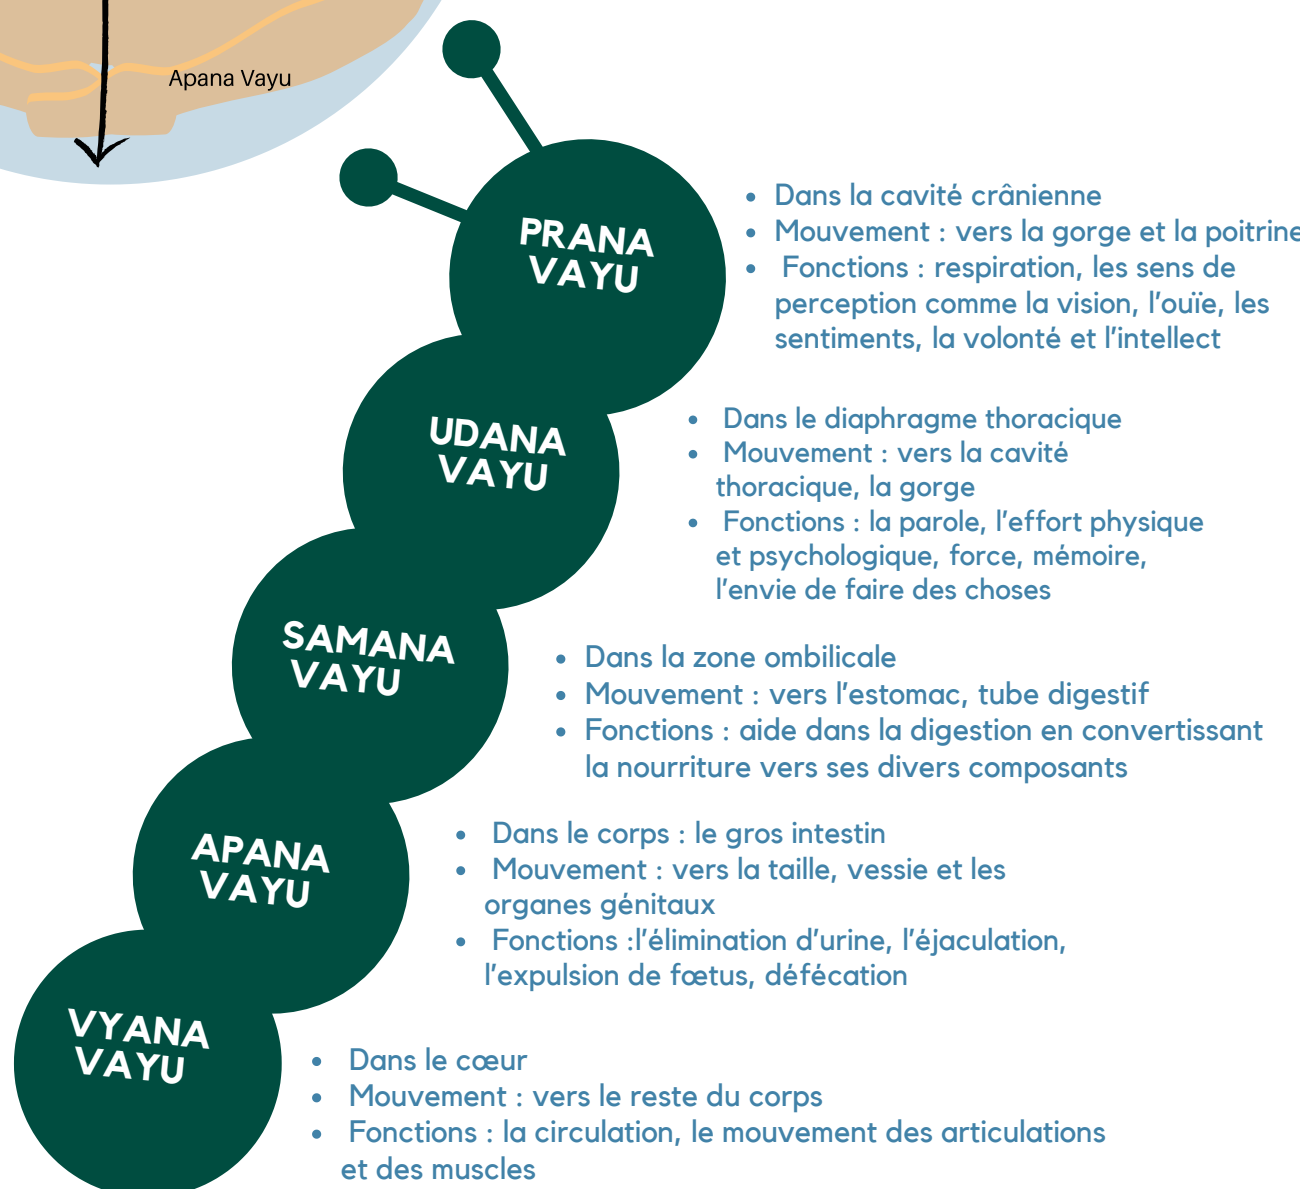 Apana Vayu
PRANA
VAYU
• Dans la cavité crânienne
• Mouvement : vers la gorge et la poitrine
• Fonctions : respiration, les sens de
perception comme la vision, l'ouïe, les
sentiments, la volonté et l'intellect
UDANA
VAYU
• Dans le diaphragme thoracique
• Mouvement : vers la cavité
thoracique, la gorge
• Fonctions : la parole, l'effort physique
et psychologique, force, mémoire,
l'envie de faire des choses
SAMANA
VAYU
• Dans la zone ombilicale
• Mouvement : vers l'estomac, tube digestif
• Fonctions : aide dans la digestion en convertissant
la nourriture vers ses divers composants
APANA
VAYU
• Dans le corps : le gros intestin
• Mouvement : vers la taille, vessie et les
organes génitaux
• Fonctions :l'élimination d'urine, l'éjaculation,
l'expulsion de fœtus, défécation
VYANA
VAYU
• Dans le cœur
• Mouvement : vers le reste du corps
• Fonctions : la circulation, le mouvement des articulations
et des muscles